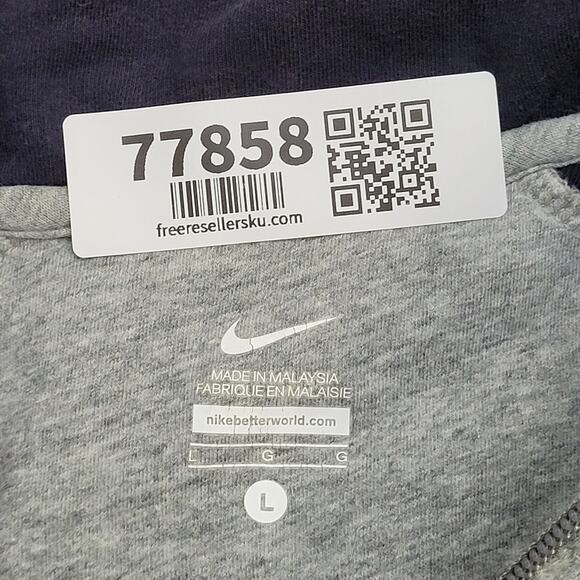 77858
freeresellersku.com
MADE IN MALAYSIA
FABRIQUE EN MALAISIE
nikebetterworld.com
L G G
L